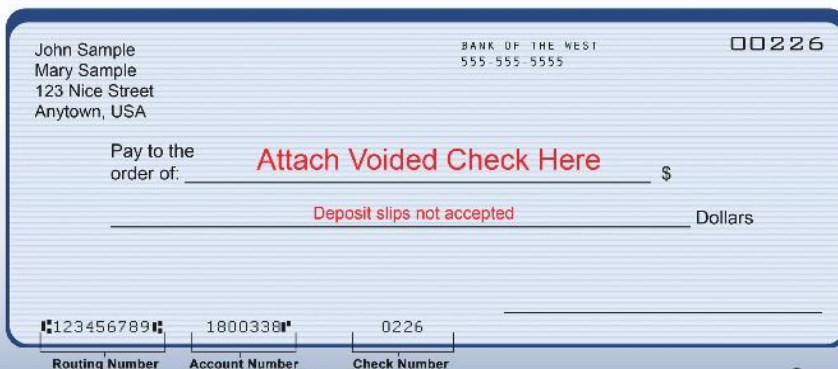 John Sample
Mary Sample
123 Nice Street
Anytown, USA
BANK OF THE WEST
555-555-5555
00226
Pay to the
order of:
Attach Voided Check Here
$
Deposit slips not accepted
Dollars
⑆123456789⑆ 1800338⑈ 0226
Routing Number Account Number Check Number